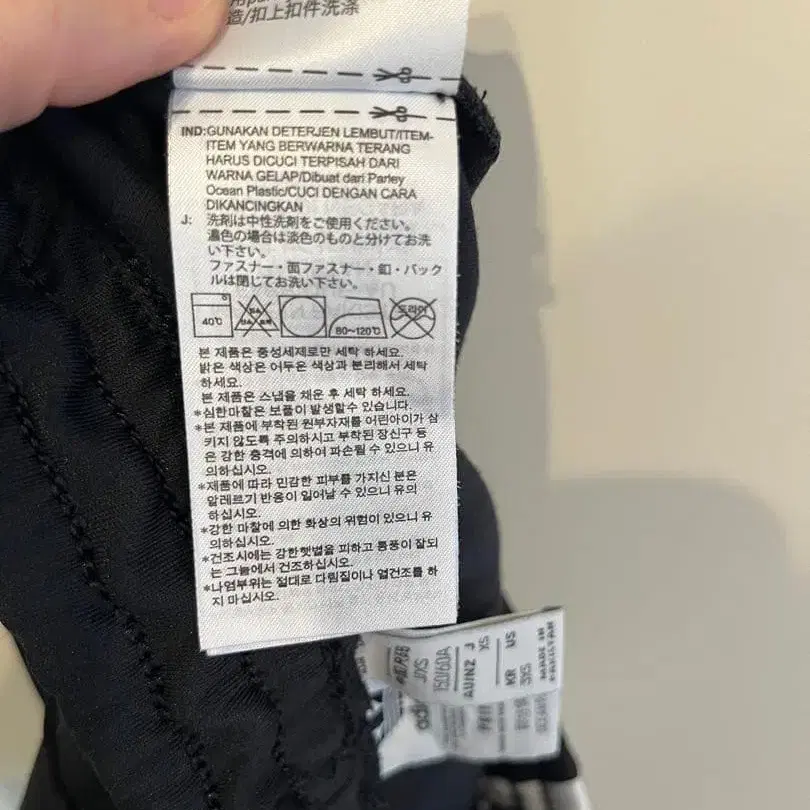 造/扣上扣件洗涤
IND:GUNAKAN DETERJEN LEMBUT/ITEM-
ITEM YANG BERWARNA TERANG
HARUS DICUCI TERPISAH DARI
WARNA GELAP/Dibuat dari Parley
Ocean Plastic/CUCI DENGAN CARA
DIKANCINGKAN
J: 洗剤は中性洗剤をご使用ください。
濃色の場合は淡色のものと分けてお洗
い下さい。
ファスナー・面ファスナー・釦・バック
ルは閉じてお洗い下さい。
40℃ 80~120℃ 드라이
본 제품은 중성세제로만 세탁 하세요.
밝은 색상은 어두운 색상과 분리해서 세탁
하세요.
본 제품은 스냅을 채운 후 세탁 하세요.
*심한마찰은 보풀이 발생할수 있습니다.
*본 제품에 부착된 원부자재를 어린아이가 삼
키지 않도록 주의하시고 부착된 장신구 등
은 강한 충격에 의하여 파손될 수 있으니 유
의하십시오.
*제품에 따라 민감한 피부를 가지신 분은
알레르기 반응이 일어날 수 있으니 유의
하십시오.
*강한 마찰에 의한 화상의 위험이 있으니 유
의하십시오.
*건조시에는 강한햇볕을 피하고 통풍이 잘되
는 그늘에서 건조하십시오.
*나염부위는 절대로 다림질이나 열건조를 하
지 마십시오.
J/XS
150/60A
AU/NZ J
XS
KR US
3XS
MADE IN
PAKISTAN